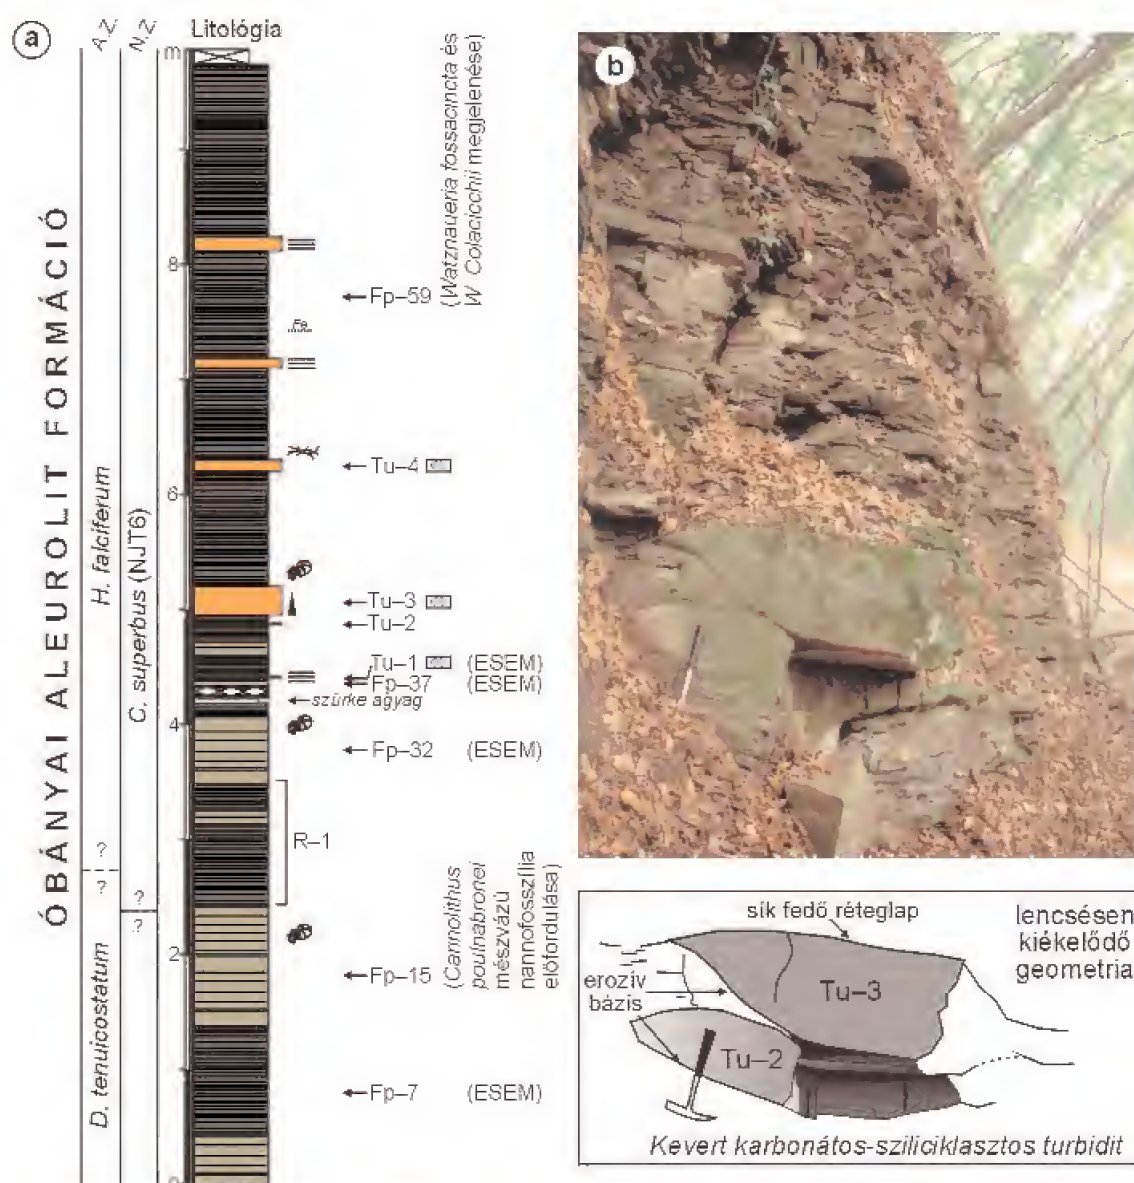 a
A.Z.
N.Z.
Litológia
m
ÓBÁNYAI ALEUROLIT FORMÁCIÓ
H. falciferum
?
?
D. tenuicostatum
C. superbus (NJT6)
?
?
8
6
4
2
Fe
(Watznaueria fossacincta és
W Colacicchii megjelenése)
Fp–59
Tu–4
Tu–3
Tu–2
Tu–1 (ESEM)
Fp–37 (ESEM)
szürke agyag
Fp–32 (ESEM)
R–1
Fp–15
(Cannolithus
poulnabronei
mészvázú
nannofosszília
előfordulása)
Fp–7 (ESEM)
b
sík fedő réteglap
lencsésen
kiékelődő
geometria
erozív
bázis
Tu–3
Tu–2
Kevert karbonátos-sziliciklasztos turbidit